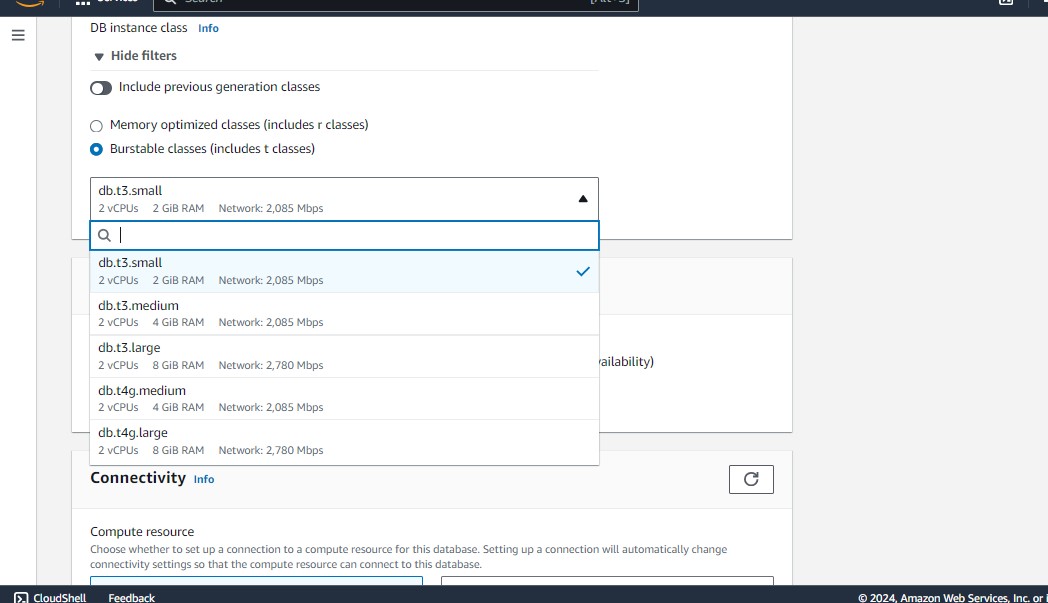 Services
Search
[Alt+S]
DB instance class Info
Hide filters
Include previous generation classes
Memory optimized classes (includes r classes)
Burstable classes (includes t classes)
db.t3.small
2 vCPUs 2 GiB RAM Network: 2,085 Mbps
db.t3.small
2 vCPUs 2 GiB RAM Network: 2,085 Mbps
db.t3.medium
2 vCPUs 4 GiB RAM Network: 2,085 Mbps
db.t3.large
2 vCPUs 8 GiB RAM Network: 2,780 Mbps
vailability)
db.t4g.medium
2 vCPUs 4 GiB RAM Network: 2,085 Mbps
db.t4g.large
2 vCPUs 8 GiB RAM Network: 2,780 Mbps
Connectivity Info
Compute resource
Choose whether to set up a connection to a compute resource for this database. Setting up a connection will automatically change
connectivity settings so that the compute resource can connect to this database.
CloudShell Feedback
© 2024, Amazon Web Services, Inc. or i